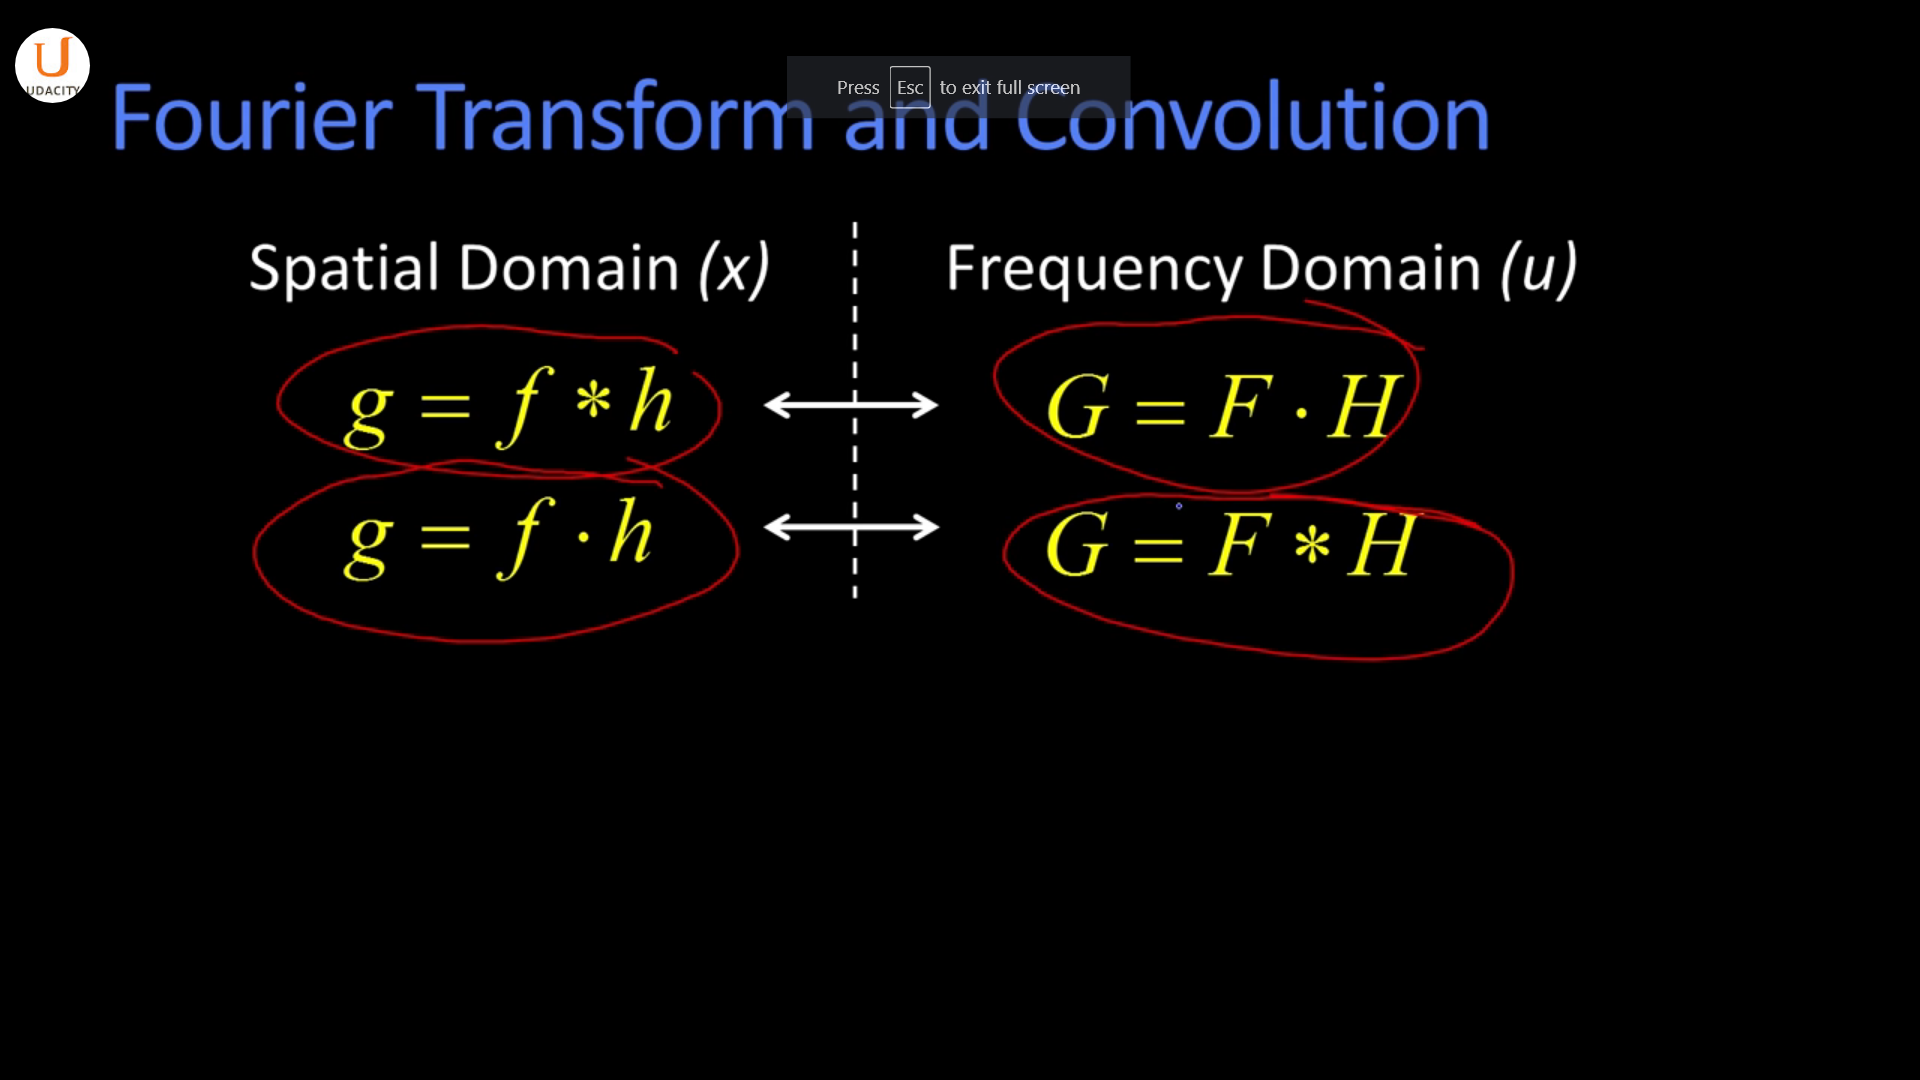 U
UDACITY
Press Esc to exit full screen
Fourier Transform and Convolution
Spatial Domain (x)
Frequency Domain (u)
g = f * h
G = F · H
g = f · h
G = F * H